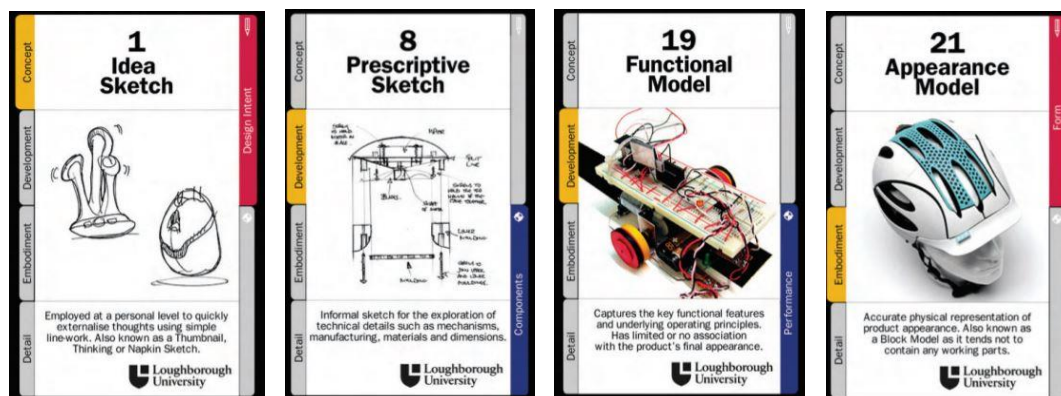 1
Idea
Sketch
Concept
Development
Embodiment
Detail
Design Intent
Employed at a personal level to quickly
externalise thoughts using simple
line-work. Also known as a Thumbnail,
Thinking or Napkin Sketch.
Loughborough
University
8
Prescriptive
Sketch
Concept
Development
Embodiment
Detail
Components
SPLIT
LINE
Informal sketch for the exploration of
technical details such as mechanisms,
manufacturing, materials and dimensions.
Loughborough
University
19
Functional
Model
Concept
Development
Embodiment
Detail
Performance
Captures the key functional features
and underlying operating principles.
Has limited or no association
with the product's final appearance.
Loughborough
University
21
Appearance
Model
Concept
Development
Embodiment
Detail
Form
Accurate physical representation of
product appearance. Also known as
a Block Model as it tends not to
contain any working parts.
Loughborough
University